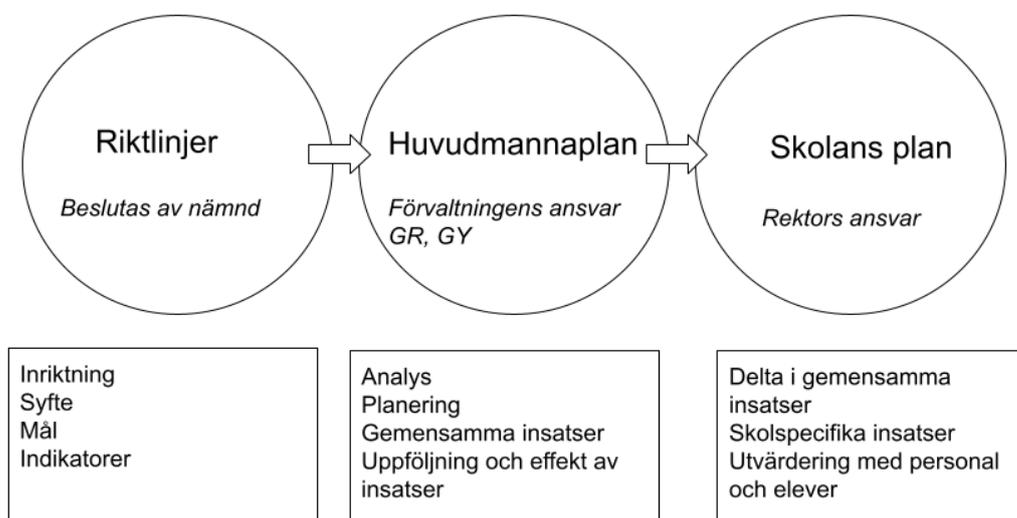 Riktlinjer
Beslutas av nämnd
Huvudmannaplan
Förvaltningens ansvar
GR, GY
Skolans plan
Rektors ansvar
Inriktning
Syfte
Mål
Indikatorer
Analys
Planering
Gemensamma insatser
Uppföljning och effekt av
insatser
Delta i gemensamma
insatser
Skolspecifika insatser
Utvärdering med personal
och elever